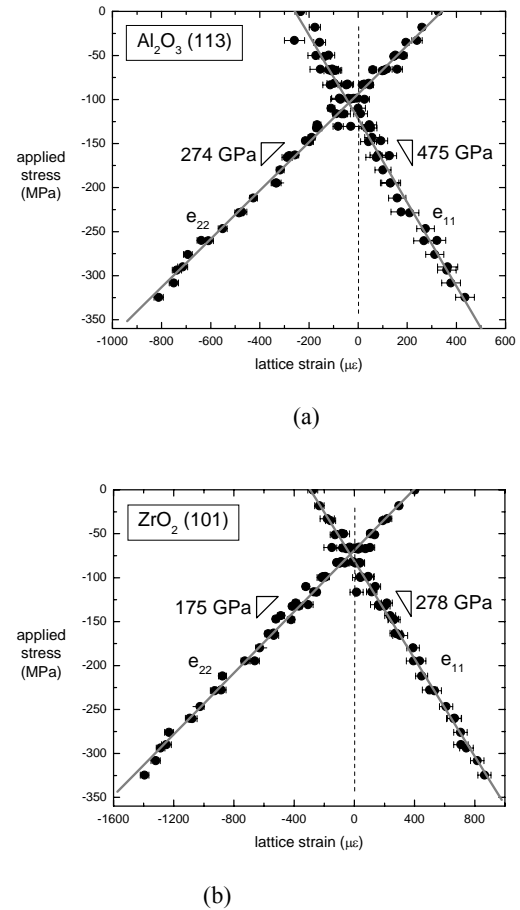 Al₂O₃ (113)
0
-50
-100
-150
-200
-250
-300
-350
applied
stress
(MPa)
274 GPa
475 GPa
e₂₂
e₁₁
-1000 -800 -600 -400 -200 0 200 400 600
lattice strain (με)
(a)
ZrO₂ (101)
0
-50
-100
-150
-200
-250
-300
-350
applied
stress
(MPa)
175 GPa
278 GPa
e₂₂
e₁₁
-1600 -1200 -800 -400 0 400 800
lattice strain (με)
(b)